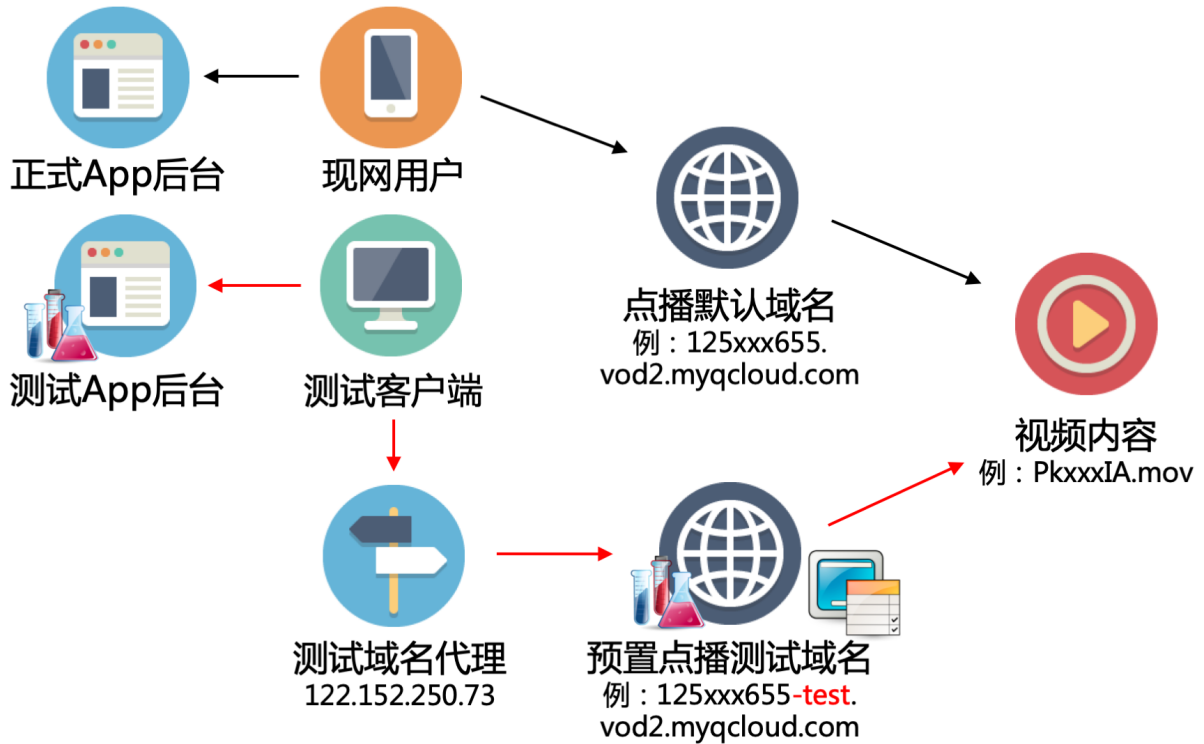 正式App后台
现网用户
点播默认域名
例：125xxx655.
vod2.myqcloud.com
测试App后台
测试客户端
视频内容
例：PkxxxIA.mov
测试域名代理
122.152.250.73
预置点播测试域名
例：125xxx655-test.
vod2.myqcloud.com